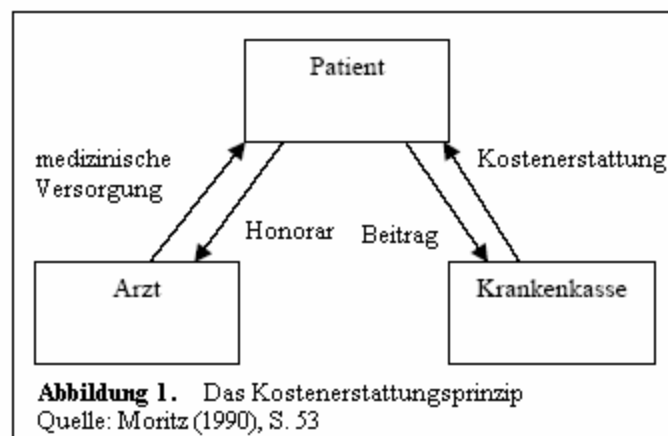 Patient
medizinische
Versorgung
Kostenerstattung
Honorar
Beitrag
Arzt
Krankenkasse
Abbildung 1. Das Kostenerstattungsprinzip
Quelle: Moritz (1990), S. 53